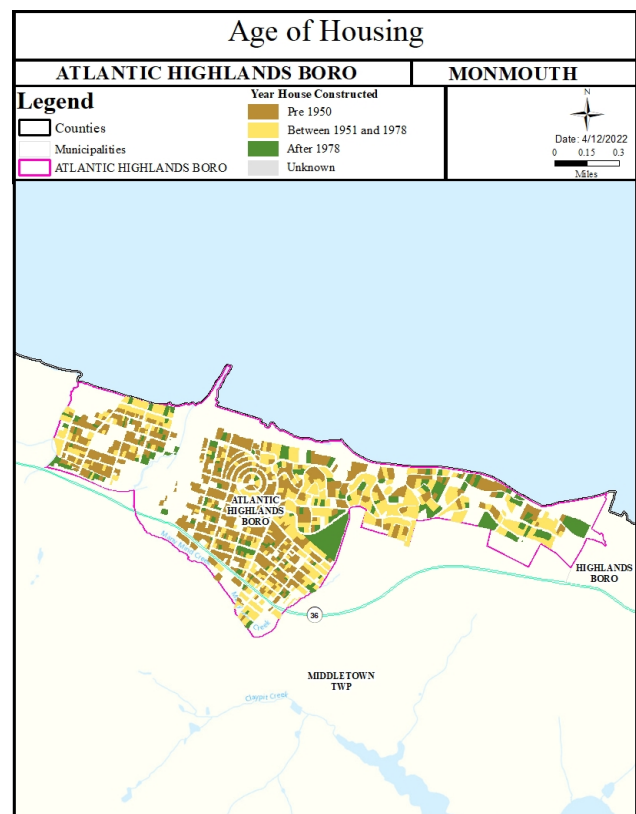 Age of Housing
ATLANTIC HIGHLANDS BORO
MONMOUTH
Legend
Counties
Municipalities
ATLANTIC HIGHLANDS BORO
Year House Constructed
Pre 1950
Between 1951 and 1978
After 1978
Unknown
N
Date: 4/12/2022
0 0.15 0.3
Miles
ATLANTIC
HIGHLANDS
BORO
Creek
HIGHLANDS
BORO
36
MIDDLETOWN
TWP
Claypit Creek